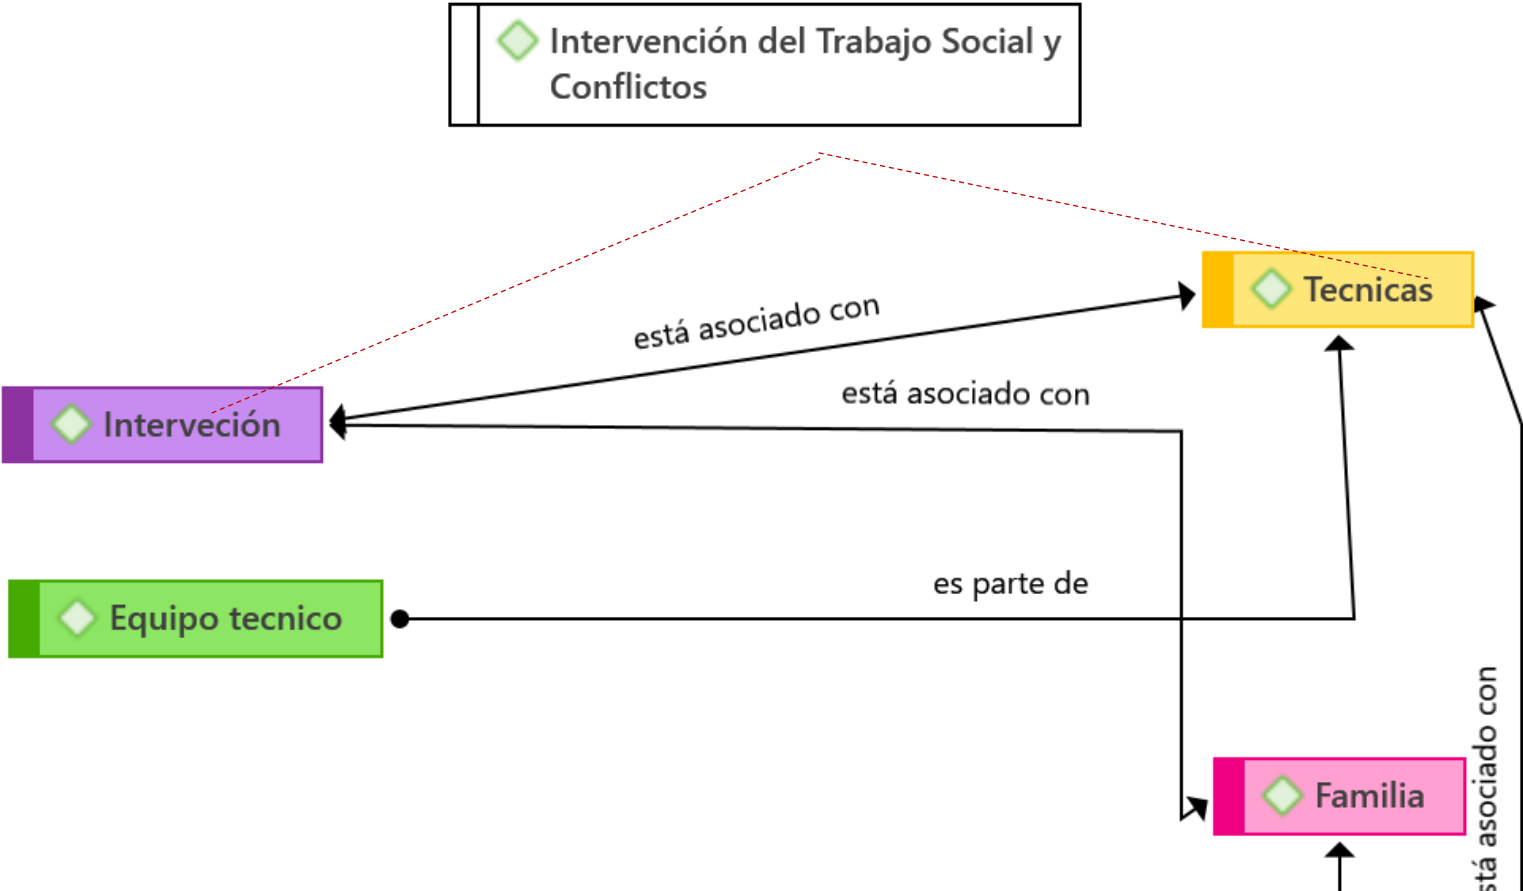 Intervención del Trabajo Social y
Conflictos
Tecnicas
está asociado con
está asociado con
Interveción
es parte de
Equipo tecnico
Familia
stá asociado con